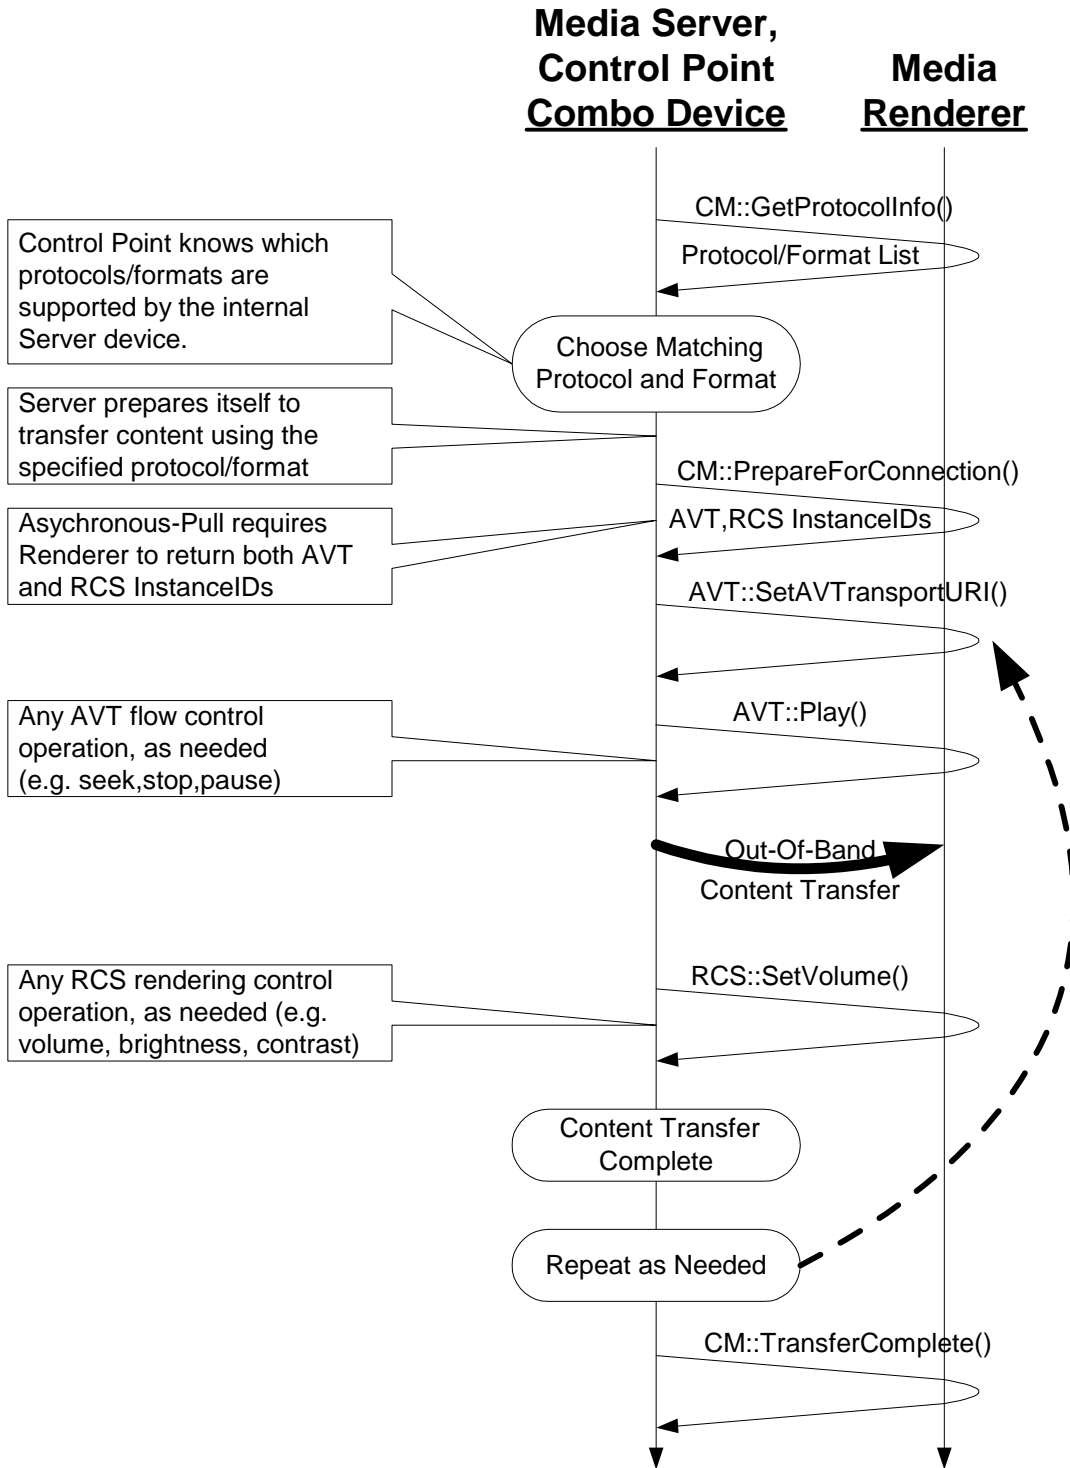 Media Server,
Control Point
Combo Device
Media
Renderer
CM::GetProtocolInfo()
Protocol/Format List
Control Point knows which
protocols/formats are
supported by the internal
Server device.
Choose Matching
Protocol and Format
Server prepares itself to
transfer content using the
specified protocol/format
CM::PrepareForConnection()
AVT,RCS InstanceIDs
Asychronous-Pull requires
Renderer to return both AVT
and RCS InstanceIDs
AVT::SetAVTransportURI()
AVT::Play()
Any AVT flow control
operation, as needed
(e.g. seek,stop,pause)
Out-Of-Band
Content Transfer
RCS::SetVolume()
Any RCS rendering control
operation, as needed (e.g.
volume, brightness, contrast)
Content Transfer
Complete
Repeat as Needed
CM::TransferComplete()